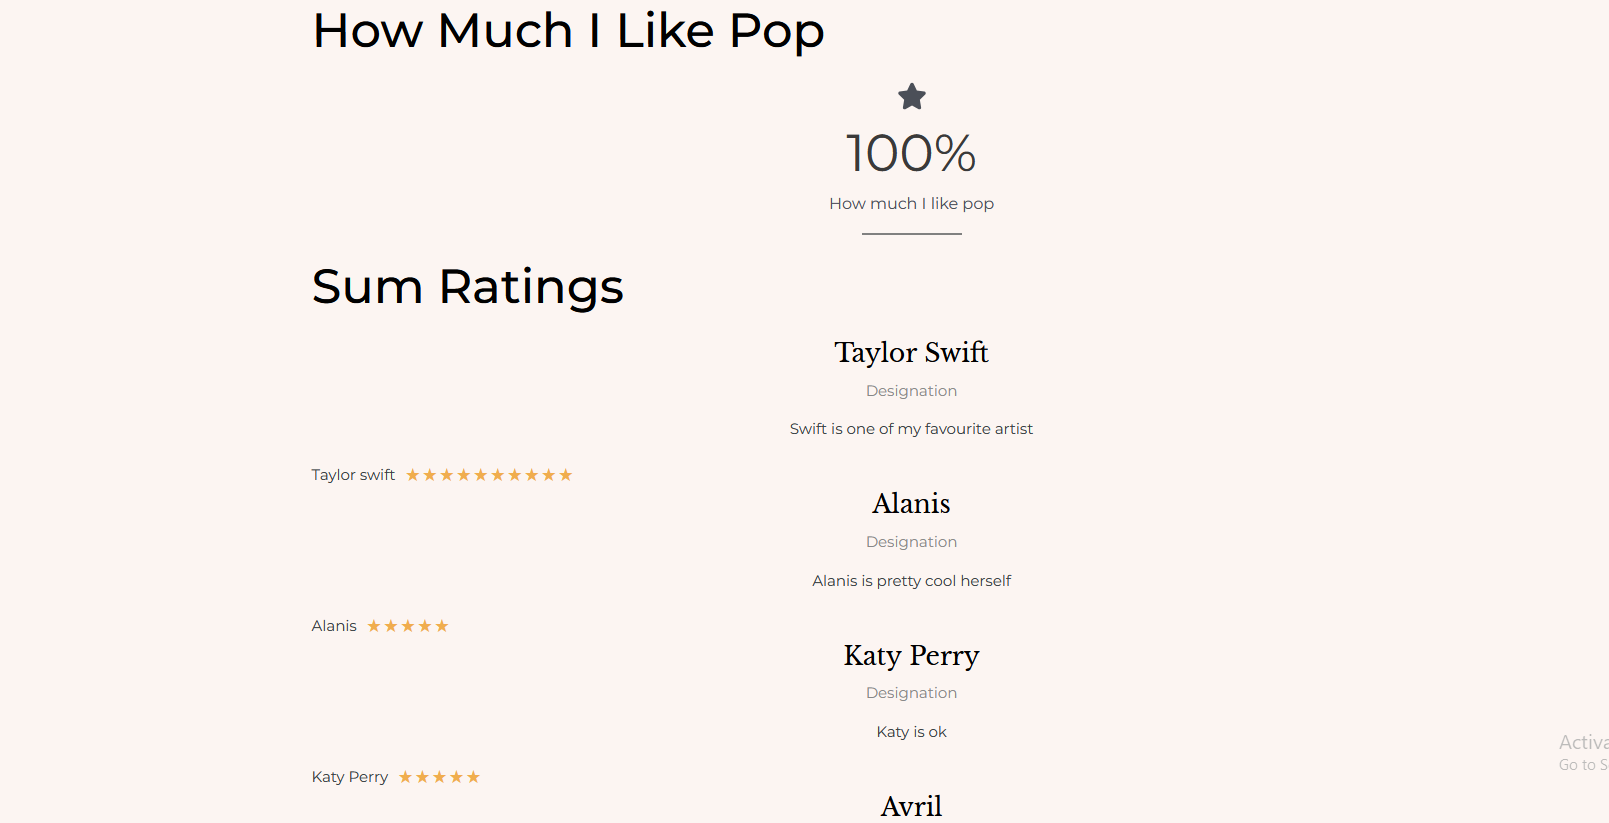 How Much I Like Pop
100%
How much I like pop
Sum Ratings
Taylor Swift
Designation
Swift is one of my favourite artist
Taylor swift ★★★★★★★★★★
Alanis
Designation
Alanis is pretty cool herself
Alanis ★★★★★
Katy Perry
Designation
Katy is ok
Katy Perry ★★★★★
Avril
Activa
Go to S